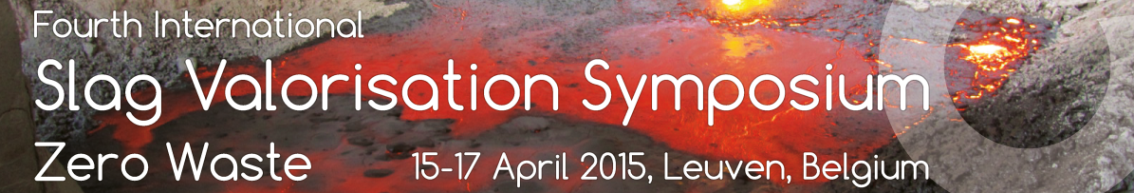 Fourth International
Slag Valorisation Symposium
Zero Waste 15-17 April 2015, Leuven, Belgium